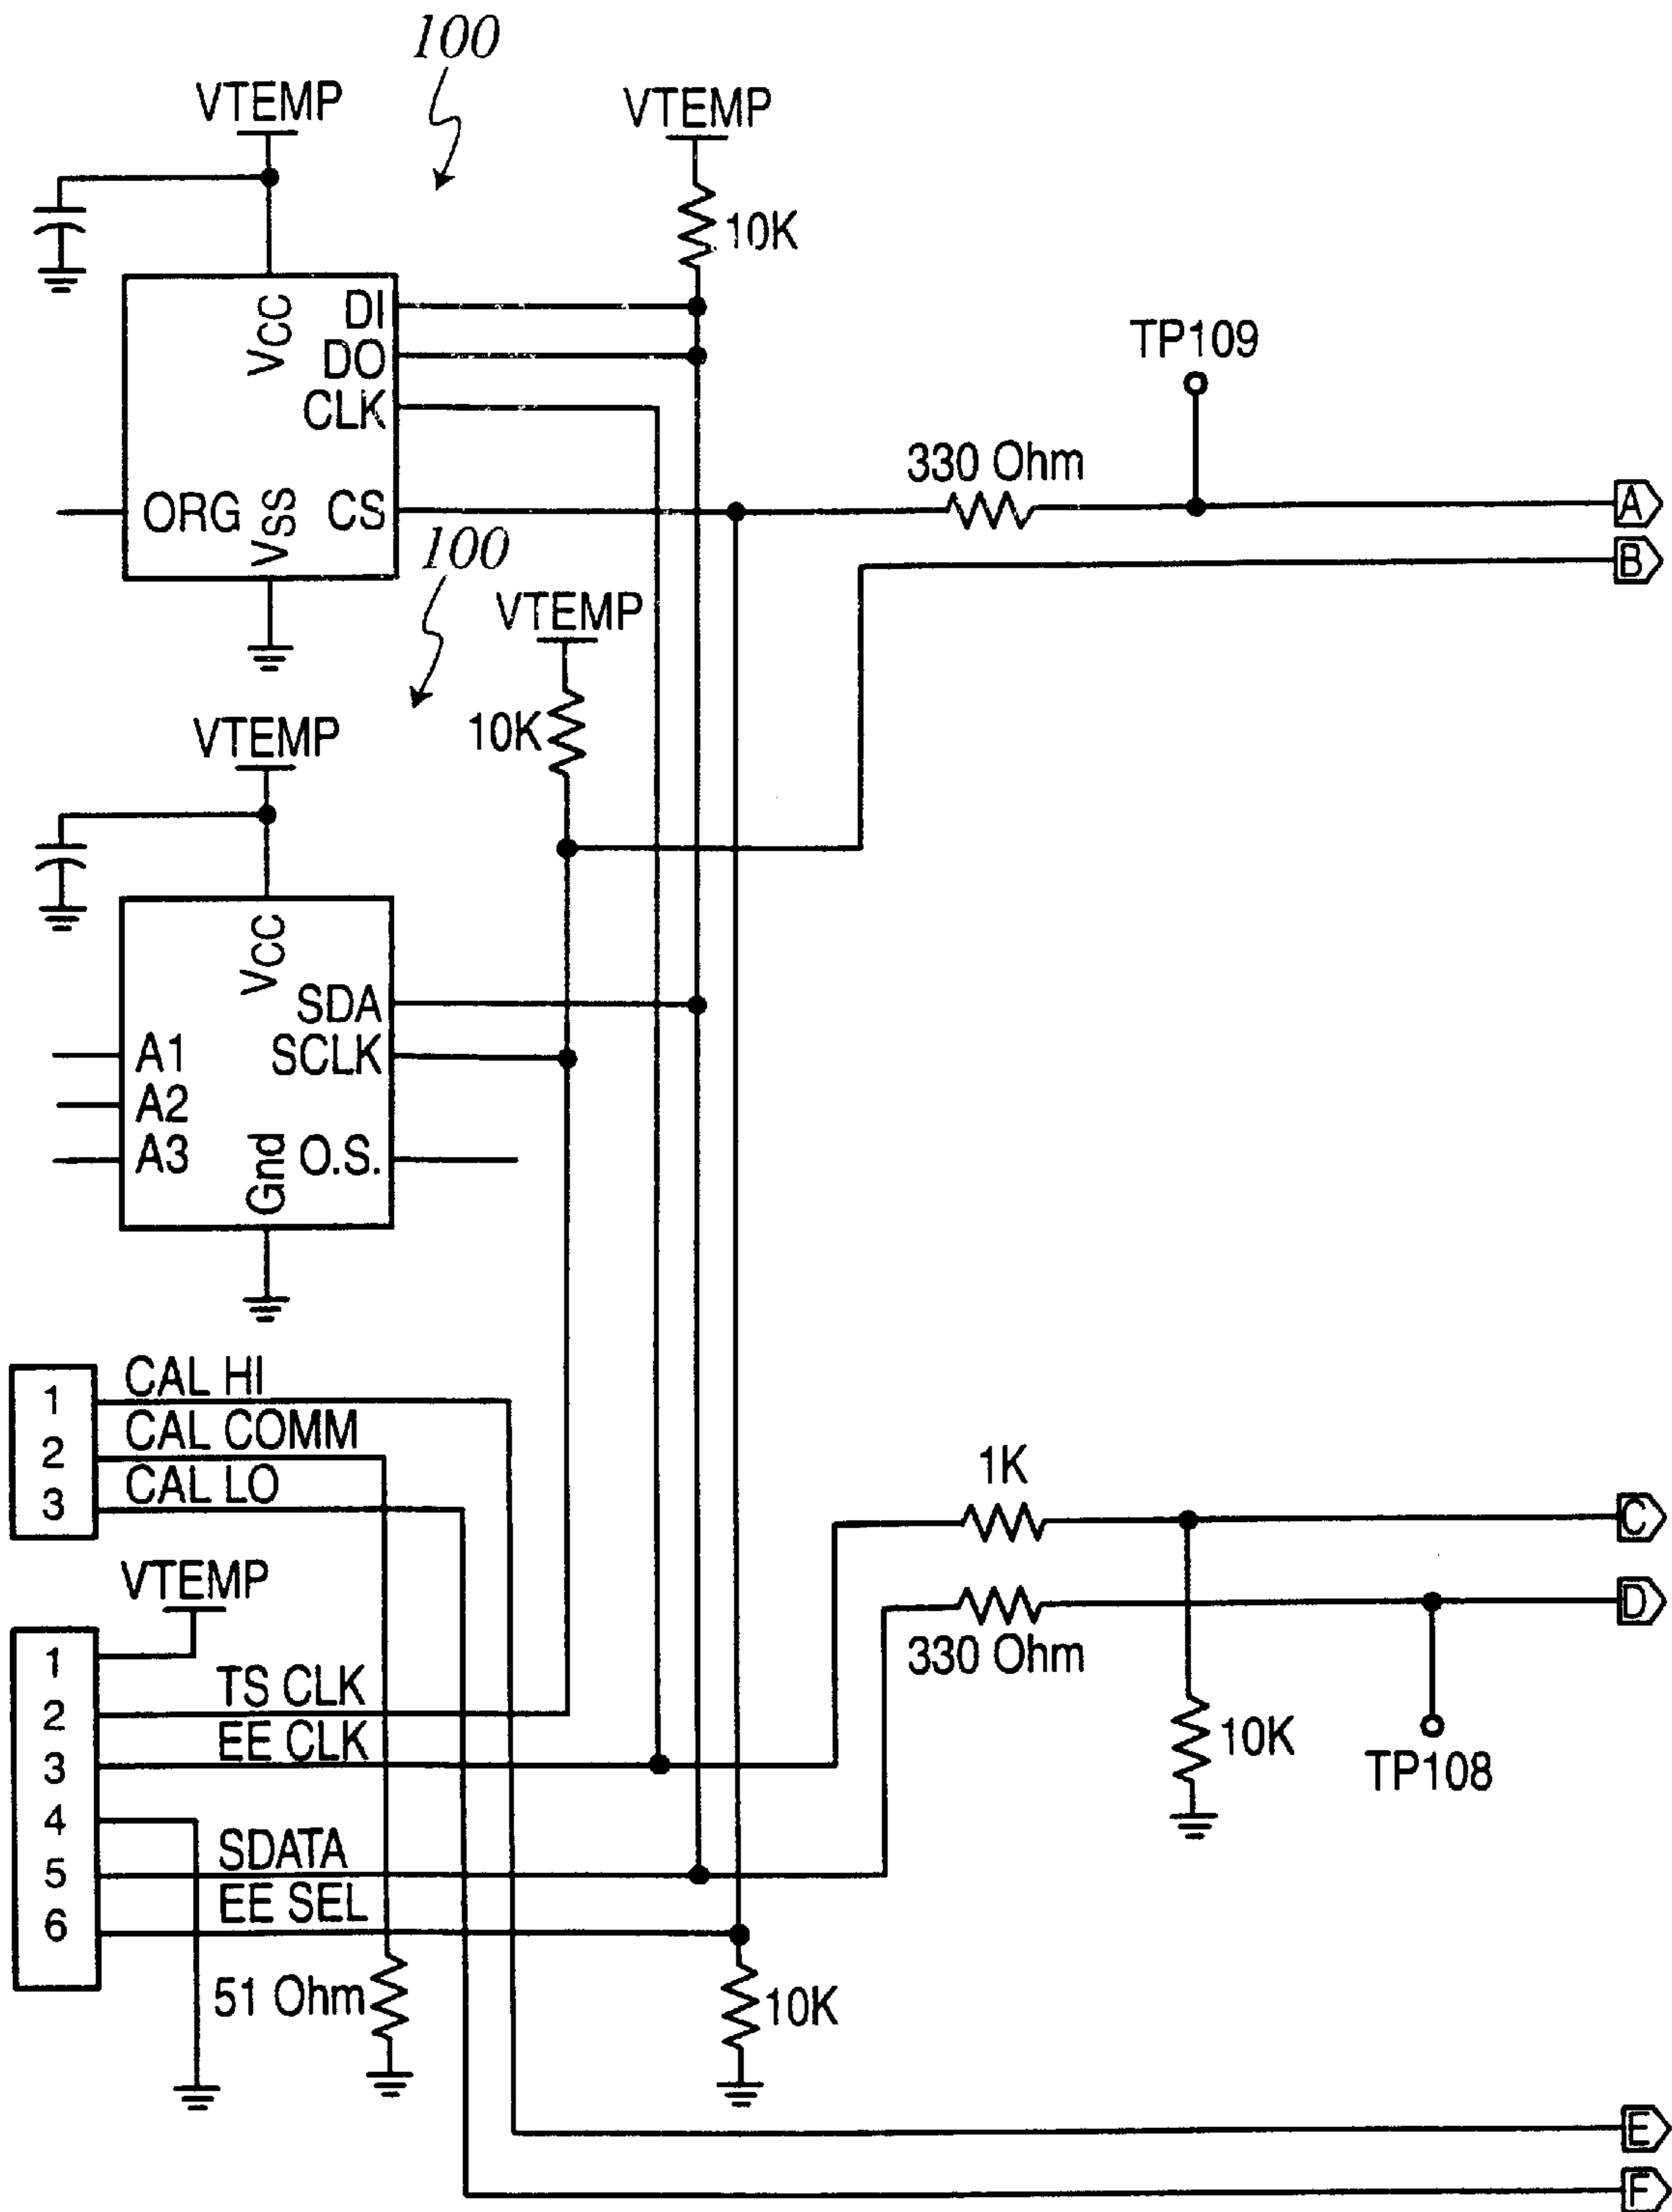 100
VTEMP
VTEMP
10K
VCC
DI
DO
CLK
ORG
VSS
CS
TP109
330 Ohm
A
B
100
VTEMP
10K
VTEMP
VCC
SDA
SCLK
A1
A2
A3
Gnd
O.S.
1
CAL HI
2
CAL COMM
3
CAL LO
1K
C
VTEMP
D
330 Ohm
1
2
TS CLK
3
EE CLK
4
5
SDATA
6
EE SEL
10K
TP108
51 Ohm
10K
E
F